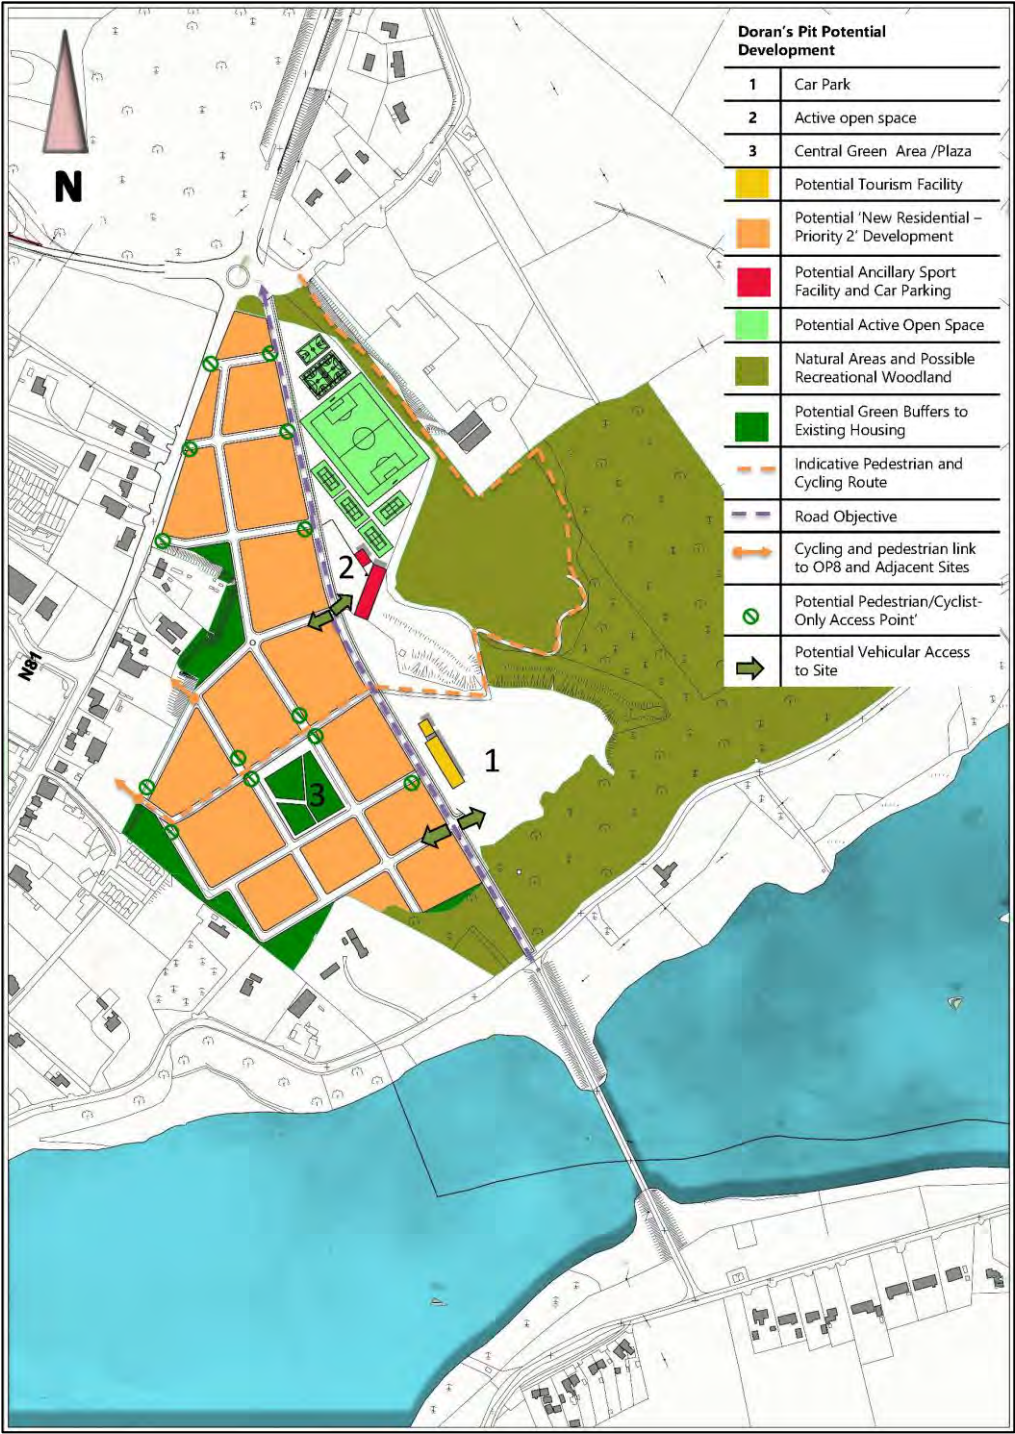 Doran's Pit Potential
Development
1 Car Park
2 Active open space
3 Central Green Area /Plaza
Potential Tourism Facility
Potential 'New Residential –
Priority 2' Development
Potential Ancillary Sport
Facility and Car Parking
Potential Active Open Space
Natural Areas and Possible
Recreational Woodland
Potential Green Buffers to
Existing Housing
Indicative Pedestrian and
Cycling Route
Road Objective
Cycling and pedestrian link
to OP8 and Adjacent Sites
Potential Pedestrian/Cyclist-
Only Access Point'
Potential Vehicular Access
to Site
N
2
N81
1
3